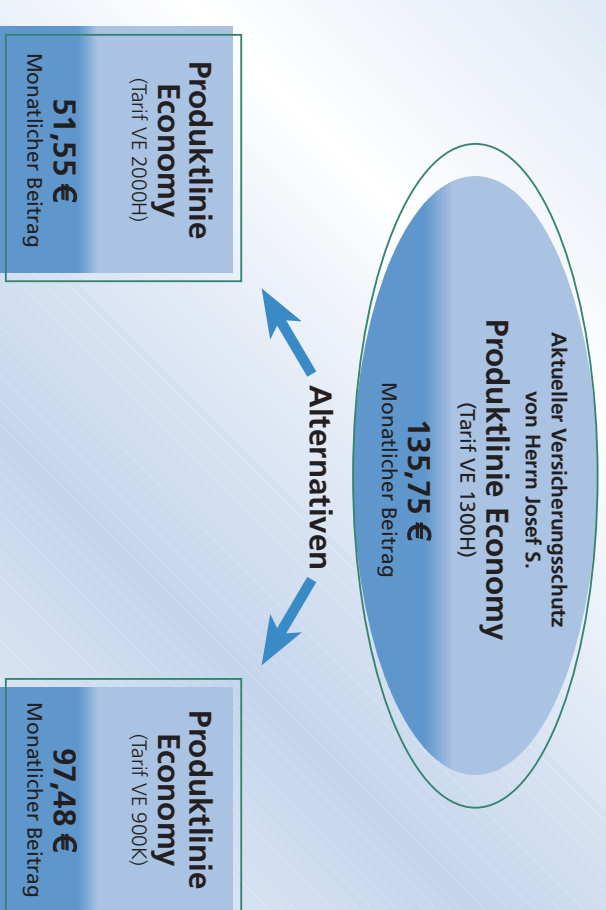 Aktueller Versicherungsschutz
von Herrn Josef S.
Produktlinie Economy
(Tarif VE 1300H)
135,75 €
Monatlicher Beitrag
Alternativen
Produktlinie
Economy
(Tarif VE 2000H)
51,55 €
Monatlicher Beitrag
Produktlinie
Economy
(Tarif VE 900K)
97,48 €
Monatlicher Beitrag